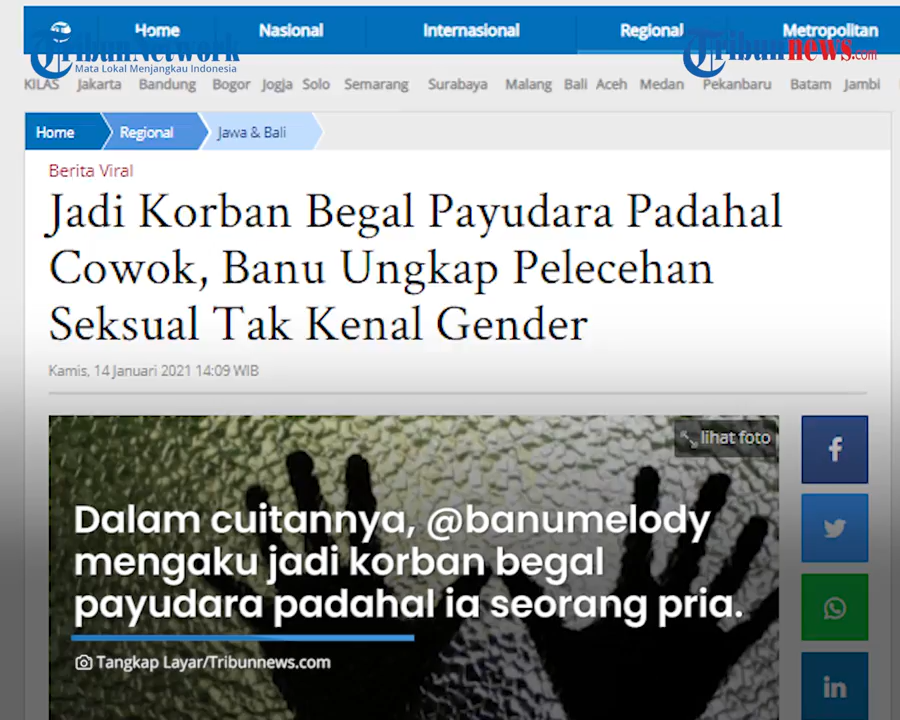 Home Nasional Internasional Regional Metropolitan
Tribun Network
Mata Lokal Menjangkau Indonesia
Tribunnews.com
KILAS Jakarta Bandung Bogor Jogja Solo Semarang Surabaya Malang Bali Aceh Medan Pekanbaru Batam Jambi
Home Regional Jawa & Bali
Berita Viral
Jadi Korban Begal Payudara Padahal
Cowok, Banu Ungkap Pelecehan
Seksual Tak Kenal Gender
Kamis, 14 Januari 2021 14:09 WIB
lihat foto
Dalam cuitannya, @banumelody
mengaku jadi korban begal
payudara padahal ia seorang pria.
Tangkap Layar/Tribunnews.com